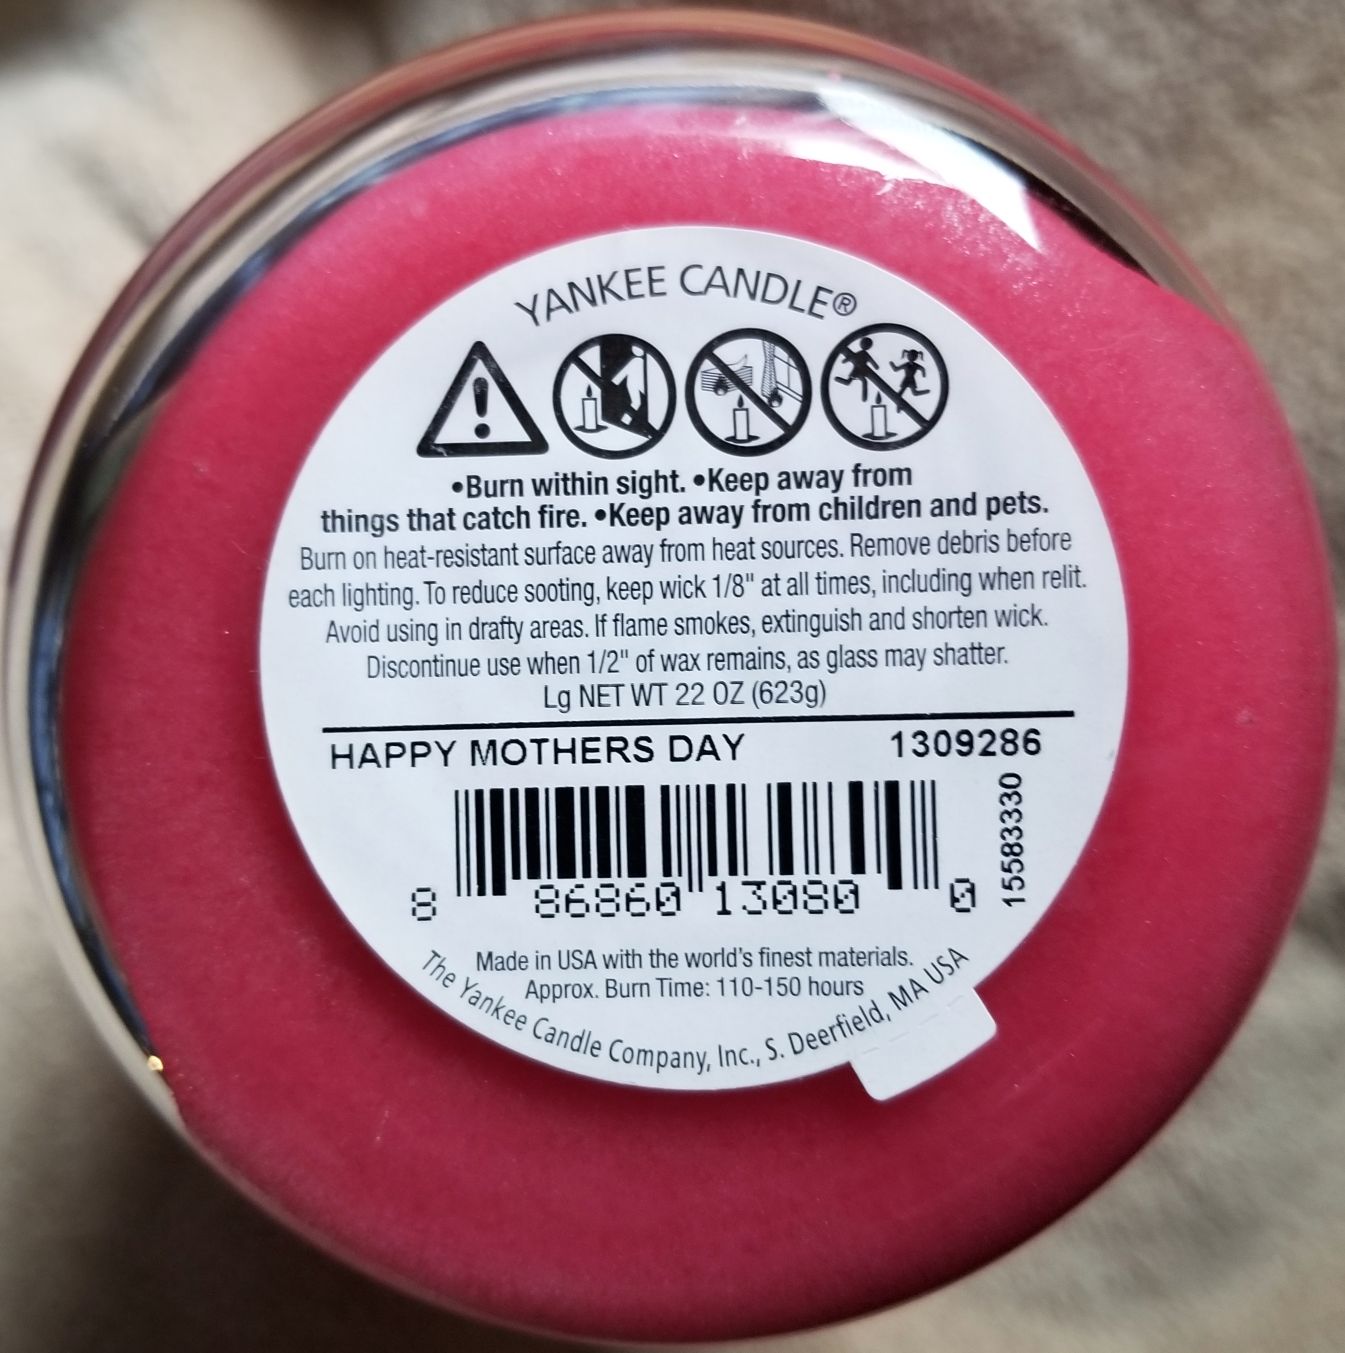 YANKEE CANDLE®
•Burn within sight. •Keep away from
things that catch fire. •Keep away from children and pets.
Burn on heat-resistant surface away from heat sources. Remove debris before
each lighting. To reduce sooting, keep wick 1/8" at all times, including when relit.
Avoid using in drafty areas. If flame smokes, extinguish and shorten wick.
Discontinue use when 1/2" of wax remains, as glass may shatter.
Lg NET WT 22 OZ (623g)
HAPPY MOTHERS DAY 1309286
15583330
8 86860 13080 0
Made in USA with the world's finest materials.
Approx. Burn Time: 110-150 hours
The Yankee Candle Company, Inc., S. Deerfield, MA USA